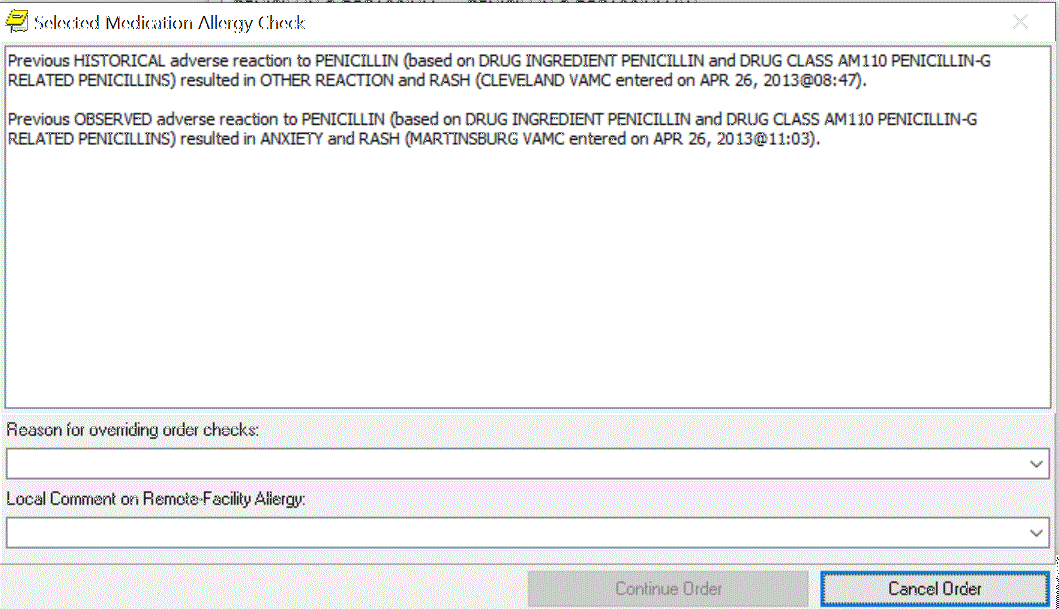 Selected Medication Allergy Check
Previous HISTORICAL adverse reaction to PENICILLIN (based on DRUG INGREDIENT PENICILLIN and DRUG CLASS AM110 PENICILLIN-G
RELATED PENICILLINS) resulted in OTHER REACTION and RASH (CLEVELAND VAMC entered on APR 26, 2013@08:47).
Previous OBSERVED adverse reaction to PENICILLIN (based on DRUG INGREDIENT PENICILLIN and DRUG CLASS AM110 PENICILLIN-G
RELATED PENICILLINS) resulted in ANXIETY and RASH (MARTINSBURG VAMC entered on APR 26, 2013@11:03).
Reason for overriding order checks:
Local Comment on Remote-Facility Allergy:
Continue Order
Cancel Order